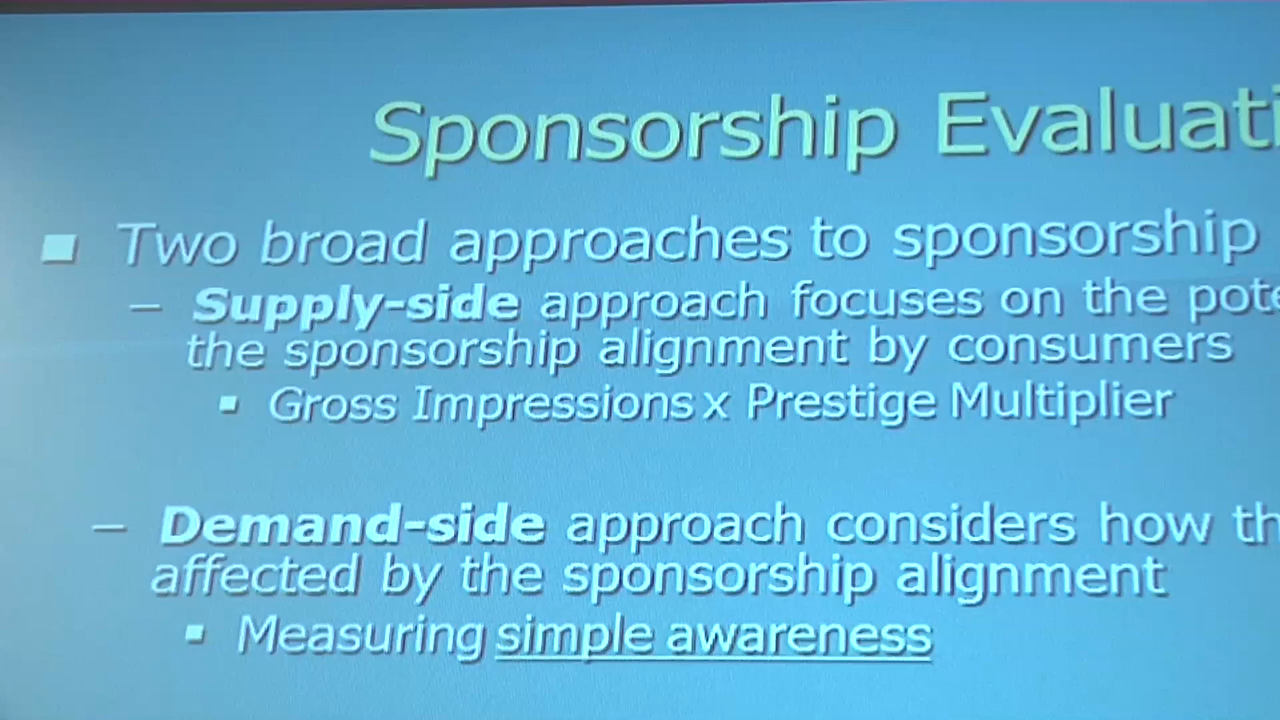 Sponsorship Evaluati
Two broad approaches to sponsorship
– Supply-side approach focuses on the pote
the sponsorship alignment by consumers
Gross Impressions x Prestige Multiplier
– Demand-side approach considers how th
affected by the sponsorship alignment
Measuring simple awareness